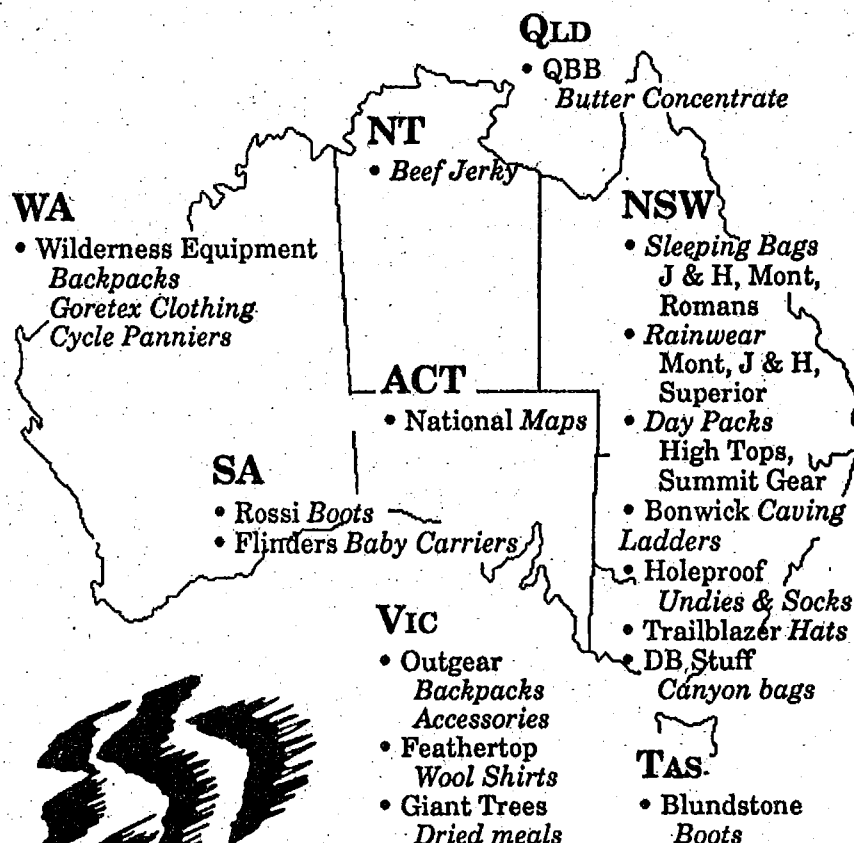 QLD
• QBB
Butter Concentrate
NT
• Beef Jerky
WA
• Wilderness Equipment
Backpacks
Goretex Clothing
Cycle Panniers
NSW
• Sleeping Bags
J & H, Mont,
Romans
• Rainwear
Mont, J & H,
Superior
• Day Packs
High Tops,
Summit Gear
• Bonwick Caving
Ladders
• Holeproof
Undies & Socks
• Trailblazer Hats
• DB Stuff
Canyon bags
ACT
• National Maps
SA
• Rossi Boots
• Flinders Baby Carriers
VIC
• Outgear
Backpacks
Accessories
• Feathertop
Wool Shirts
• Giant Trees
Dried meals
TAS
• Blundstone
Boots